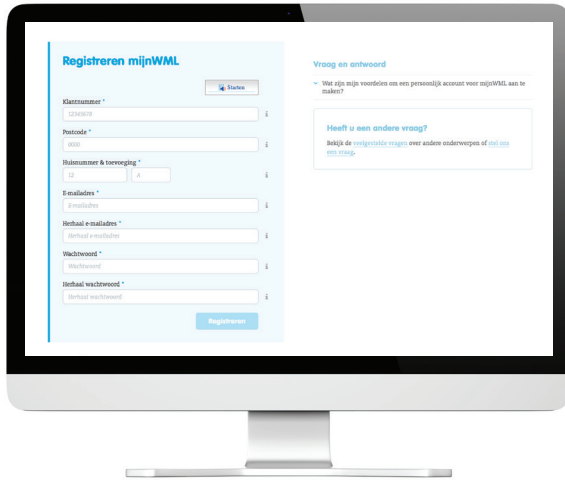 Registreren mijnWML
Starten
Klantnummer *
12345678
Postcode *
0000
Huisnummer & toevoeging *
12
A
E-mailadres *
E-mailadres
Herhaal e-mailadres *
Herhaal e-mailadres
Wachtwoord *
Wachtwoord
Herhaal wachtwoord *
Herhaal wachtwoord
Registreren
Vraag en antwoord
Wat zijn mijn voordelen om een persoonlijk account voor mijnWML aan te
maken?
Heeft u een andere vraag?
Bekijk de veelgestelde vragen over andere onderwerpen of stel ons
een vraag.